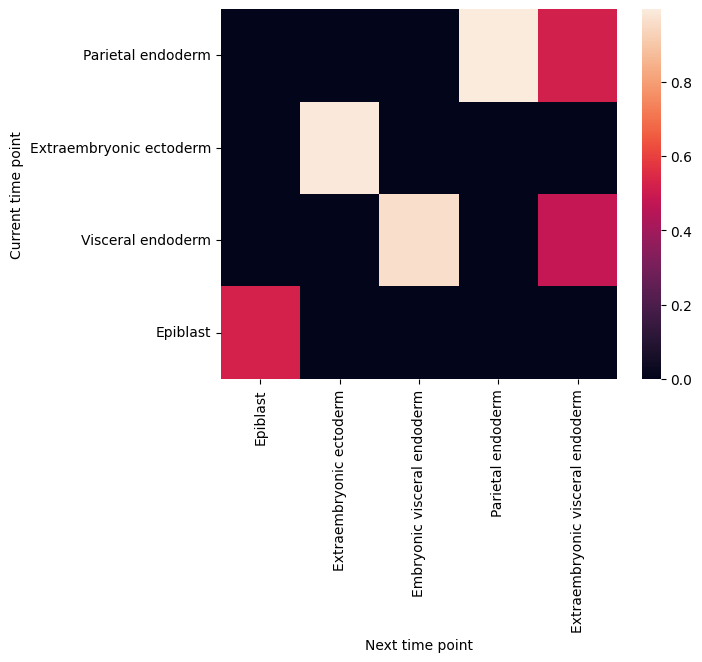 Current time point
Parietal endoderm
Extraembryonic ectoderm
Visceral endoderm
Epiblast
0.8
0.6
0.4
0.2
0.0
Epiblast
Extraembryonic ectoderm
Embryonic visceral endoderm
Parietal endoderm
Extraembryonic visceral endoderm
Next time point